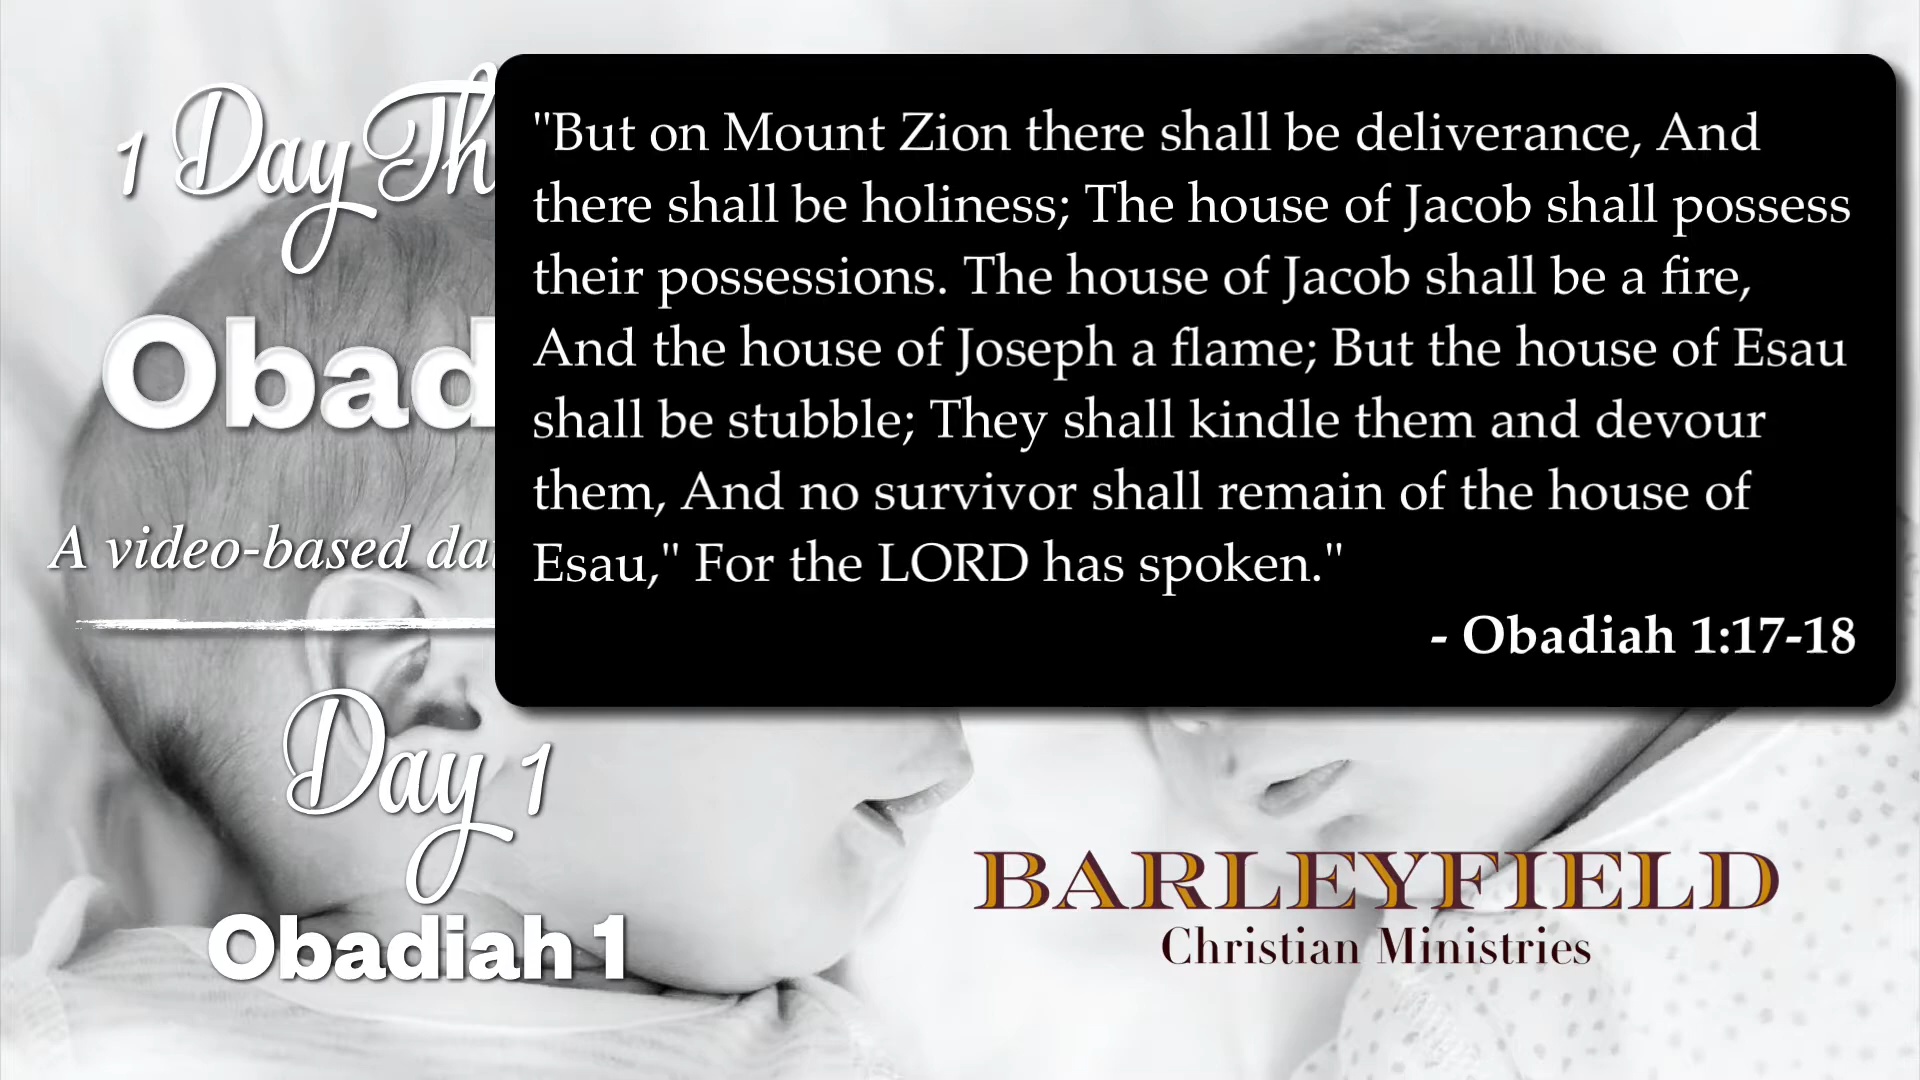 1 Day Th
Obad
A video-based da
"But on Mount Zion there shall be deliverance, And
there shall be holiness; The house of Jacob shall possess
their possessions. The house of Jacob shall be a fire,
And the house of Joseph a flame; But the house of Esau
shall be stubble; They shall kindle them and devour
them, And no survivor shall remain of the house of
Esau," For the LORD has spoken."
- Obadiah 1:17-18
Day 1
Obadiah 1
BARLEYFIELD
Christian Ministries